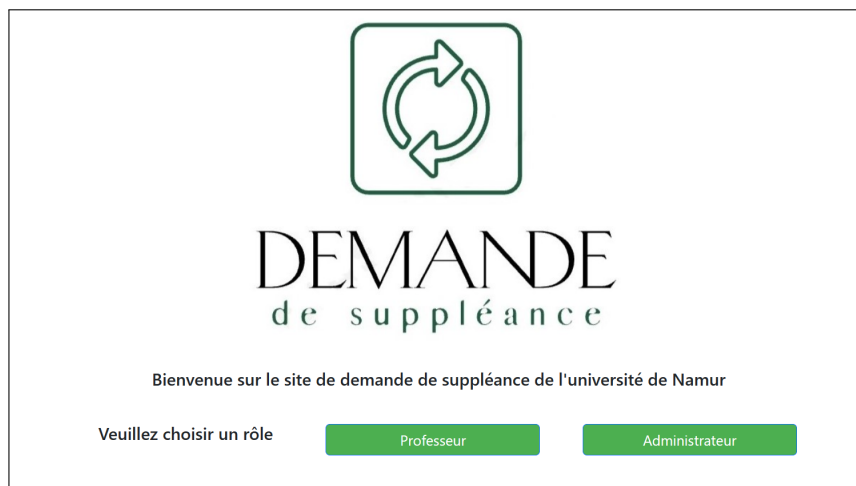 DEMANDE
de suppléance
Bienvenue sur le site de demande de suppléance de l'université de Namur
Veuillez choisir un rôle
Professeur
Administrateur